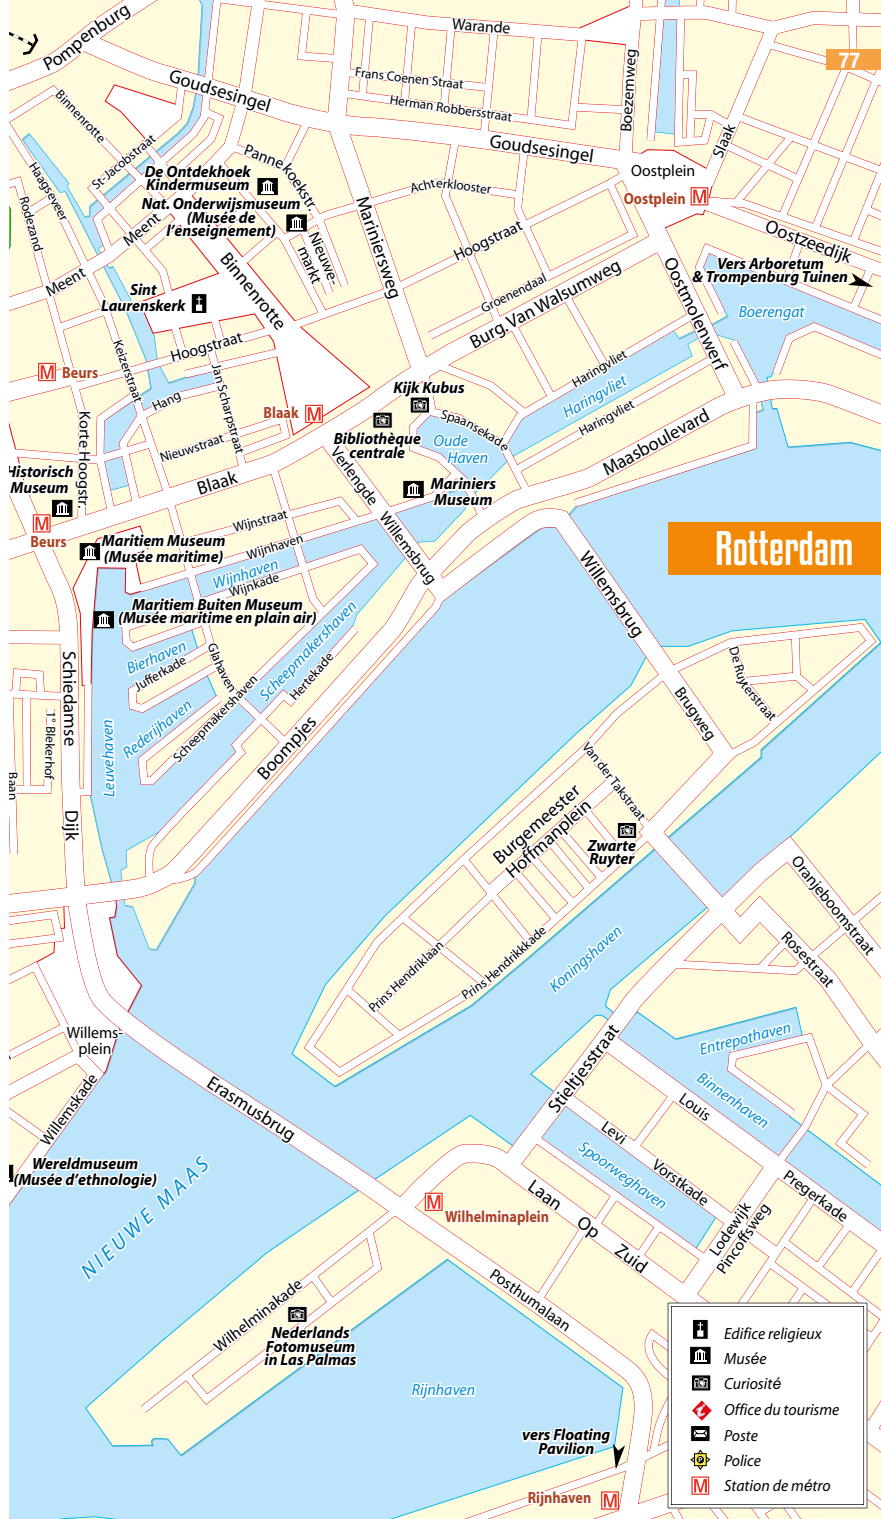 Warande
Pompenburg
77
Frans Coenen Straat
Boezemweg
Goudsesingel
Herman Robbersstraat
Slaak
Binnenrotte
Goudsesingel
St-Jacobstraat
Panne-
koekstr.
Oostplein
Haagseveer
De Ontdekhoek
Kindermuseum
Achterklooster
Oostplein
Rodezand
Nat. Onderwijsmuseum
(Musée de
l'enseignement)
Mariniersweg
Meent
Nieuwe-
markt
Hoogstraat
Oostzeedijk
Binnenrotte
Oostmolenwerf
Vers Arboretum
& Trompenburg Tuinen
Meent
Sint
Laurenskerk
Groenendaal
Burg. Van Walsumweg
Boerengat
Keizerstraat
Hoogstraat
Beurs
Jan Scharpstraat
Haringvliet
Kijk Kubus
Haringvliet
Hang
Blaak
Spaansekade
Haringvliet
Korte Hoogstr.
Nieuwstraat
Bibliothèque
centrale
Oude
Haven
Maasboulevard
Historisch
Museum
Blaak
Verlengde
Willemsbrug
Mariniers
Museum
Wijnstraat
Beurs
Maritiem Museum
(Musée maritime)
Wijnhaven
Rotterdam
Wijnhaven
Willemsbrug
Wijnkade
Maritiem Buiten Museum
(Musée maritime en plain air)
Scheepmakershaven
Bierhaven
Glahaven
Jufferkade
Hertekade
De Ruyterstraat
Schiedamse
Dijk
Rederijhaven
Scheepmakershaven
Brugweg
1° Blekerhof
Leuvehaven
Boompjes
Baan
Van der Takstraat
Burgemeester
Hoffmanplein
Zwarte
Ruyter
Oranjeboomstraat
Prins Hendriklaan
Prins Hendrikkkade
Koningshaven
Rosestraat
Willems-
plein
Stieltjesstraat
Entrepothaven
Erasmusbrug
Binnenhaven
Willemskade
Louis
Pregerkade
Levi
Vorstkade
Spoorweghaven
Wereldmuseum
(Musée d'ethnologie)
NIEUWE MAAS
Laan Op Zuid
Lodewijk
Pincoffsweg
Wilhelminaplein
Posthumalaan
Wilhelminakade
Nederlands
Fotomuseum
in Las Palmas
Rijnhaven
Edifice religieux
Musée
Curiosité
Office du tourisme
Poste
Police
Station de métro
vers Floating
Pavilion
Rijnhaven